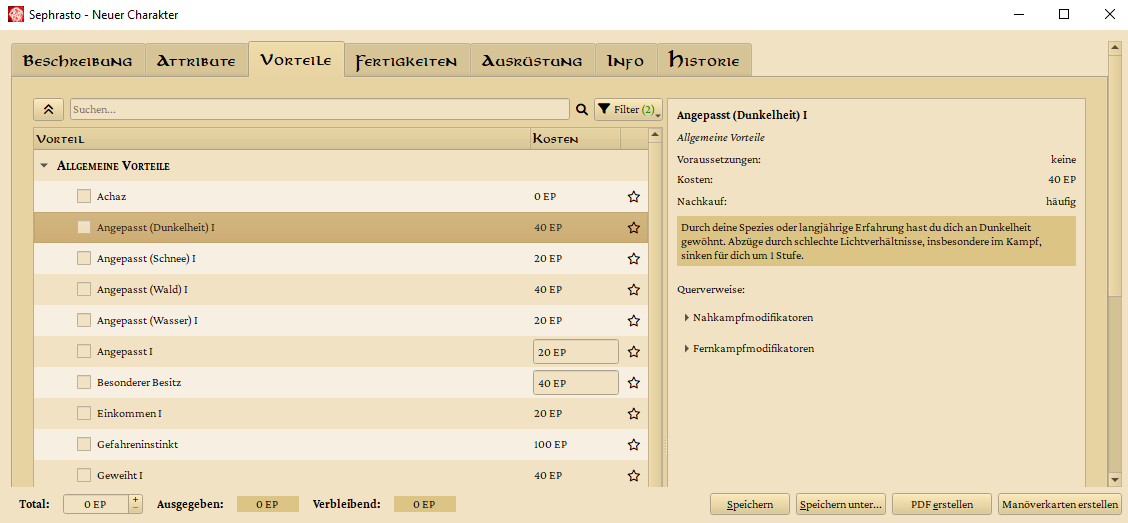 Sephrasto - Neuer Charakter
Beschreibung Attribute Vorteile Fertigkeiten Ausrüstung Info Historie
Suchen... Filter (2)
Vorteil Kosten
Allgemeine Vorteile
Achaz 0 EP
Angepasst (Dunkelheit) I 40 EP
Angepasst (Schnee) I 20 EP
Angepasst (Wald) I 40 EP
Angepasst (Wasser) I 20 EP
Angepasst I 20 EP
Besonderer Besitz 40 EP
Einkommen I 20 EP
Gefahreninstinkt 100 EP
Geweiht I 40 EP
Angepasst (Dunkelheit) I
Allgemeine Vorteile
Voraussetzungen: keine
Kosten: 40 EP
Nachkauf: häufig
Durch deine Spezies oder langjährige Erfahrung hast du dich an Dunkelheit
gewöhnt. Abzüge durch schlechte Lichtverhältnisse, insbesondere im Kampf,
sinken für dich um 1 Stufe.
Querverweise:
Nahkampfmodifikatoren
Fernkampfmodifikatoren
Total: 0 EP + - Ausgegeben: 0 EP Verbleibend: 0 EP Speichern Speichern unter... PDF erstellen Manöverkarten erstellen